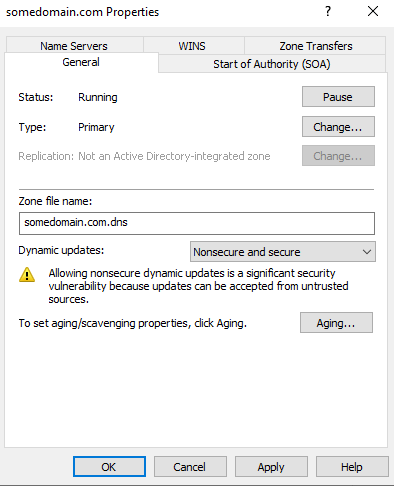 somedomain.com Properties
? ×
Name Servers WINS Zone Transfers
General Start of Authority (SOA)
Status: Running Pause
Type: Primary Change...
Replication: Not an Active Directory-integrated zone Change...
Zone file name:
somedomain.com.dns
Dynamic updates: Nonsecure and secure
Allowing nonsecure dynamic updates is a significant security
vulnerability because updates can be accepted from untrusted
sources.
To set aging/scavenging properties, click Aging. Aging...
OK Cancel Apply Help